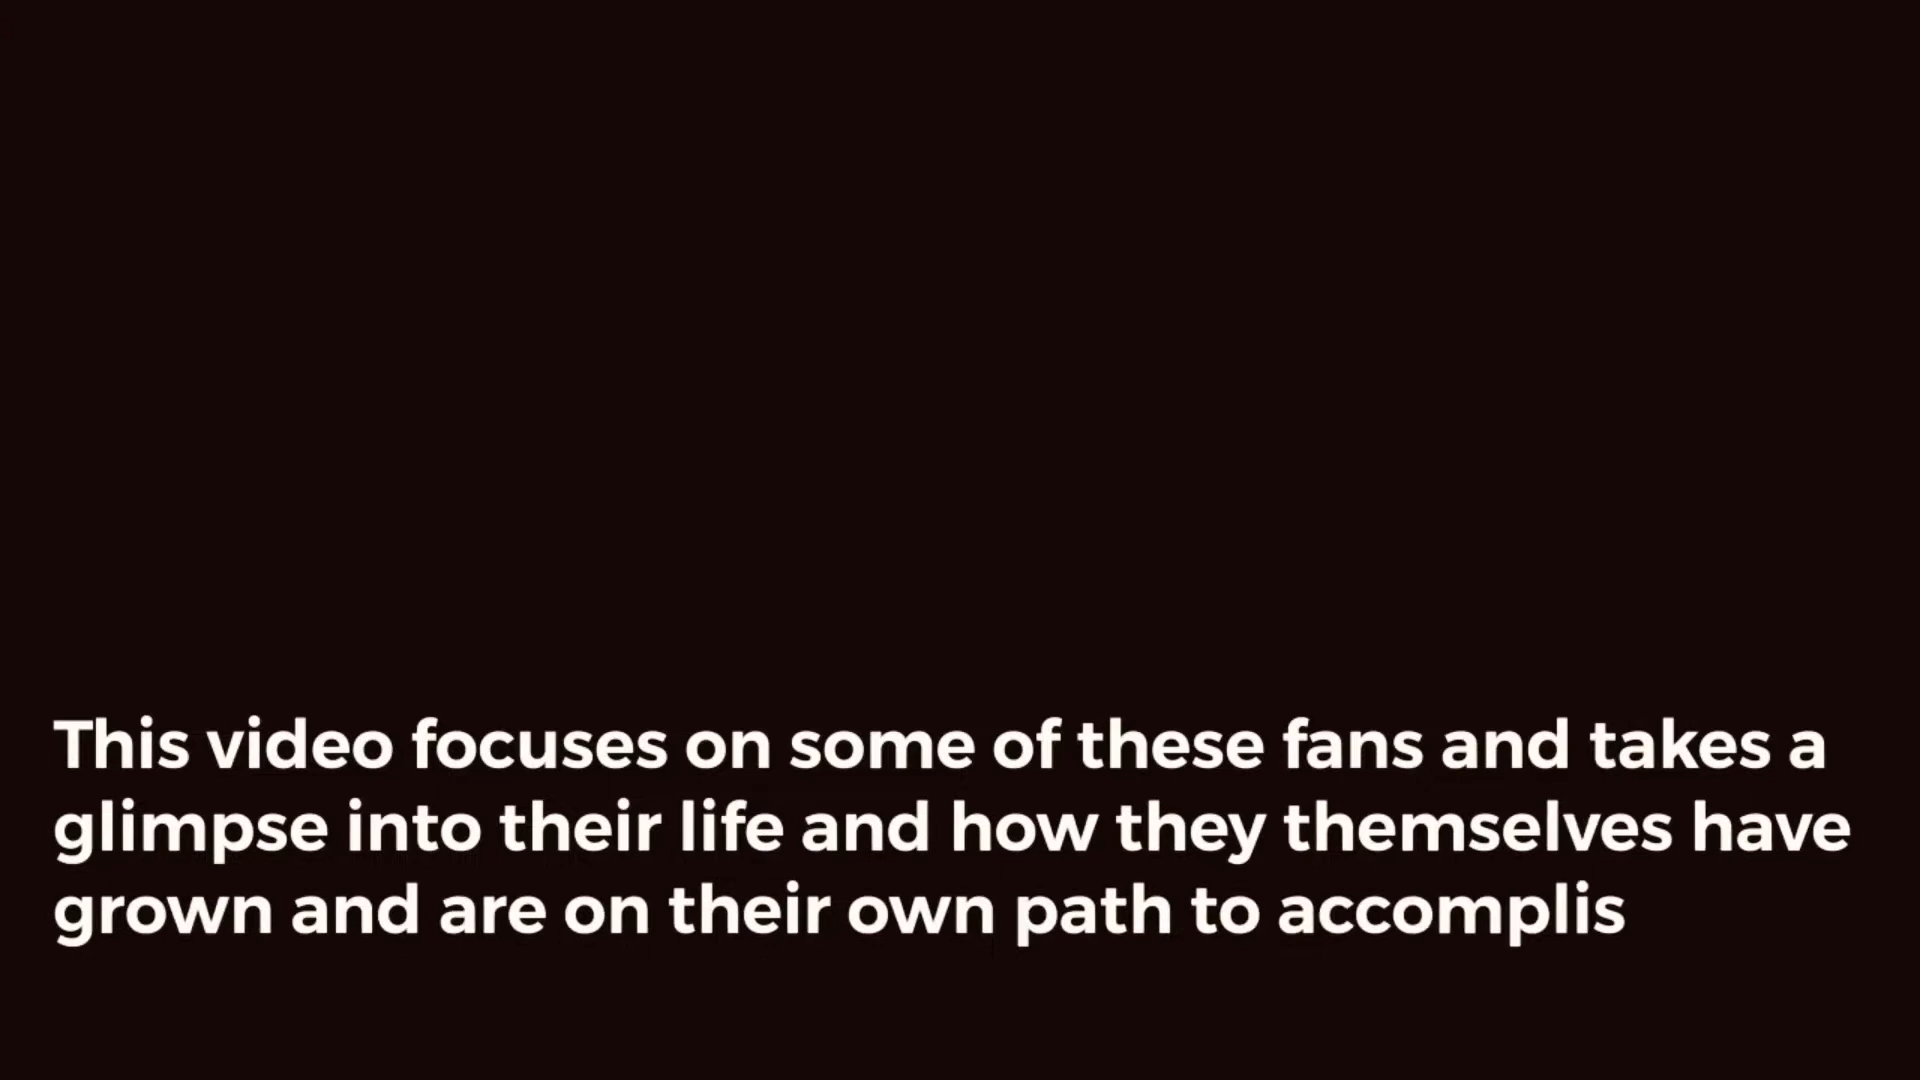 This video focuses on some of these fans and takes a
glimpse into their life and how they themselves have
grown and are on their own path to accomplis